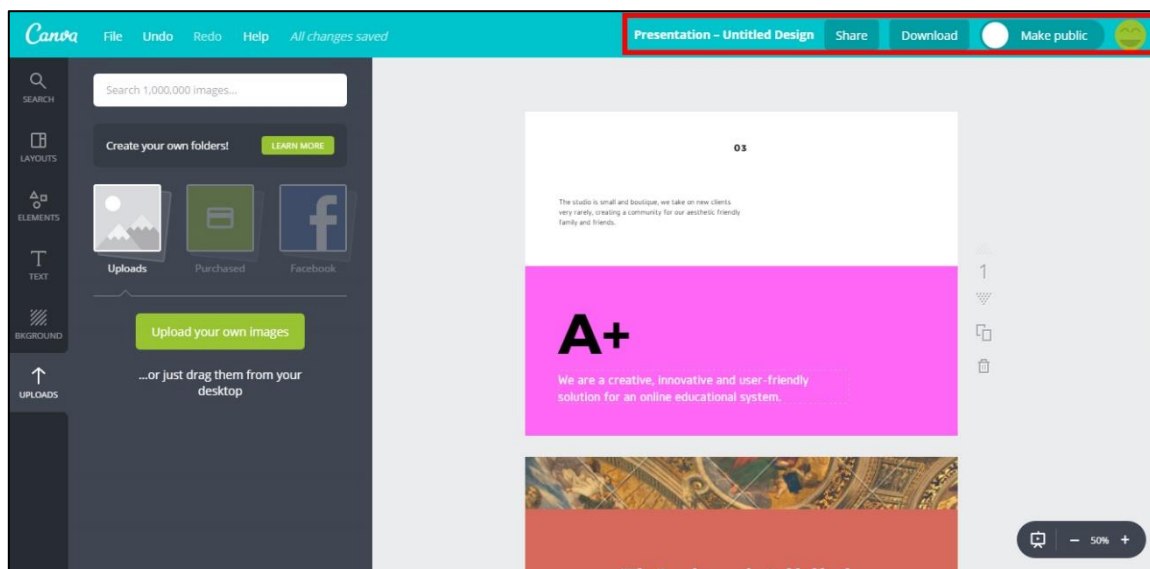 Canva File Undo Redo Help All changes saved Presentation – Untitled Design Share Download Make public
SEARCH
LAYOUTS
ELEMENTS
TEXT
BKGROUND
UPLOADS
Search 1,000,000 images...
Create your own folders! LEARN MORE
Uploads Purchased Facebook
Upload your own images
...or just drag them from your
desktop
03
The studio is small and boutique, we take on new clients
very rarely, creating a community for our aesthetic friendly
family and friends.
A+
We are a creative, innovative and user-friendly
solution for an online educational system.
1
50%